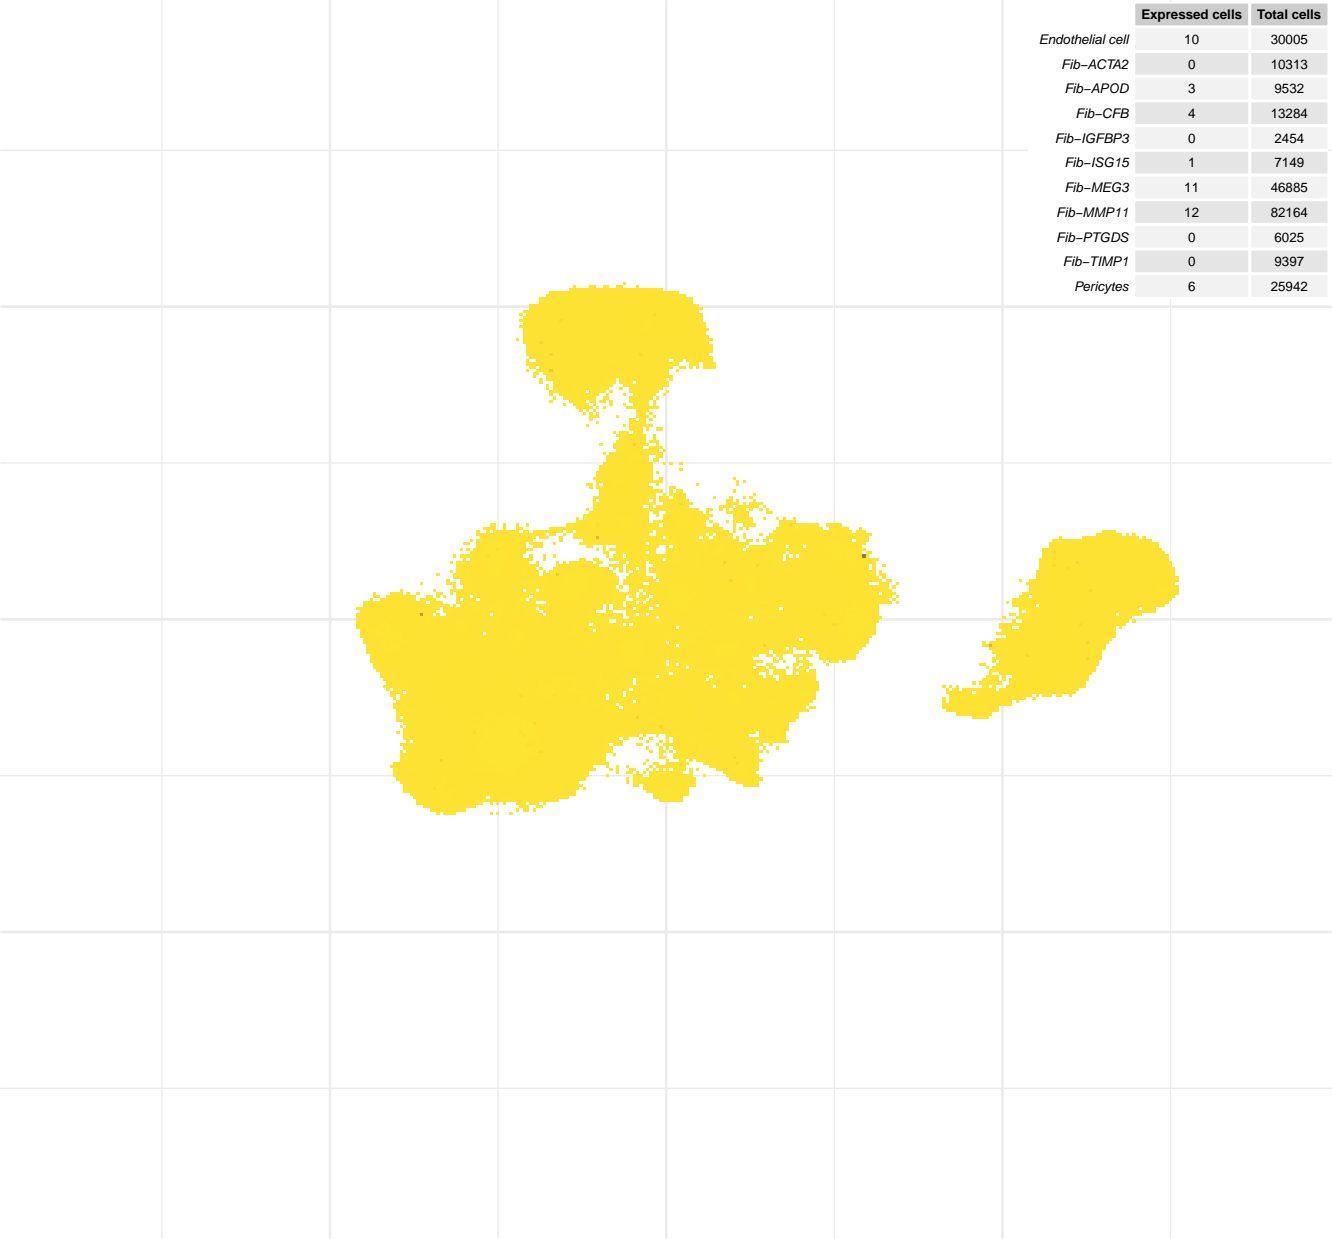 Expressed cells Total cells
Endothelial cell 10 30005
Fib−ACTA2 0 10313
Fib−APOD 3 9532
Fib−CFB 4 13284
Fib−IGFBP3 0 2454
Fib−ISG15 1 7149
Fib−MEG3 11 46885
Fib−MMP11 12 82164
Fib−PTGDS 0 6025
Fib−TIMP1 0 9397
Pericytes 6 25942